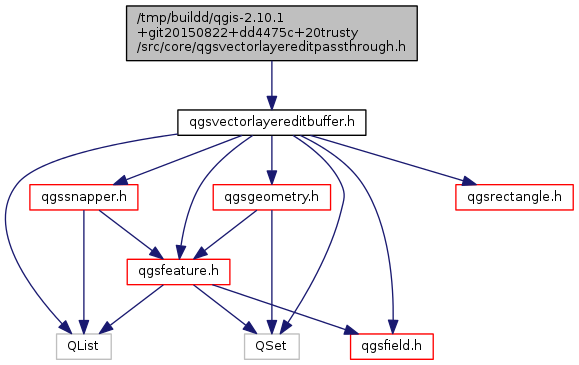 /tmp/buildd/qgis-2.10.1
+git20150822+dd4475c+20trusty
/src/core/qgsvectorlayereditpassthrough.h
qgsvectorlayereditbuffer.h
qgssnapper.h
qgsgeometry.h
qgsrectangle.h
qgsfeature.h
QList
QSet
qgsfield.h